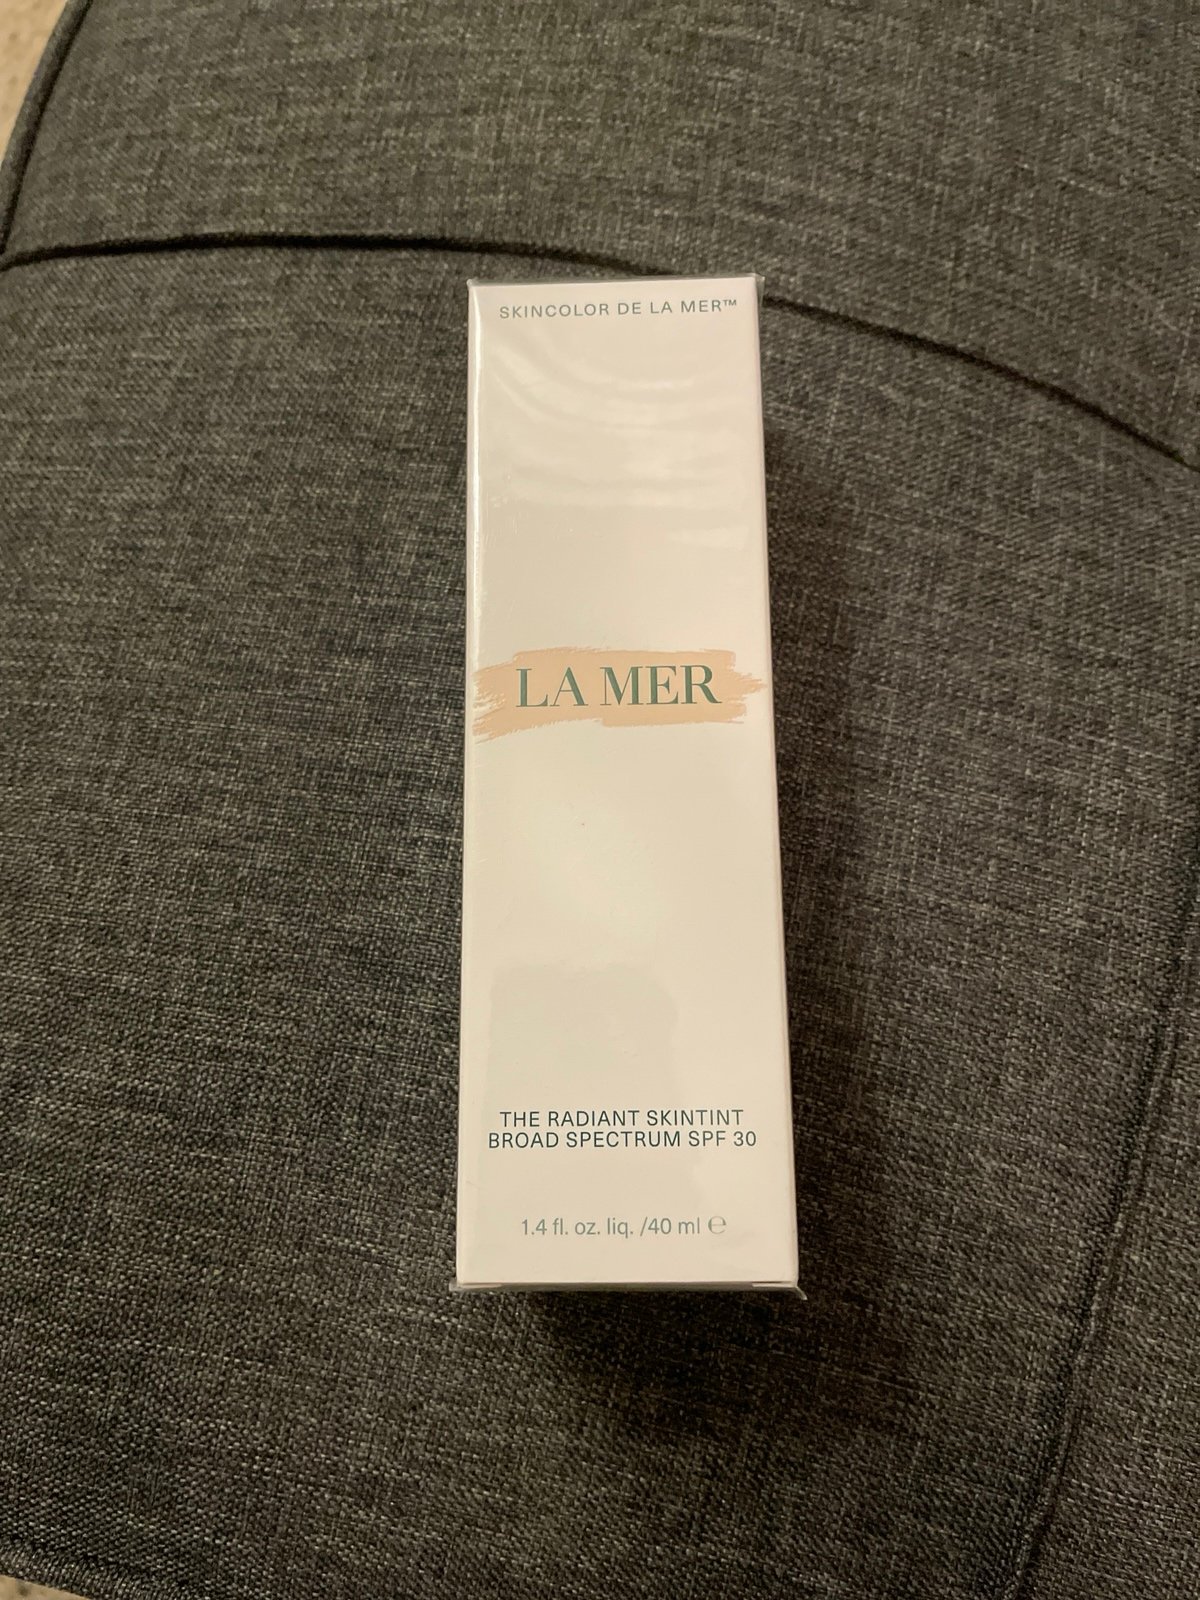 SKINCOLOR DE LA MER™
LA MER
THE RADIANT SKINTINT
BROAD SPECTRUM SPF 30
1.4 fl. oz. liq. /40 ml ℮